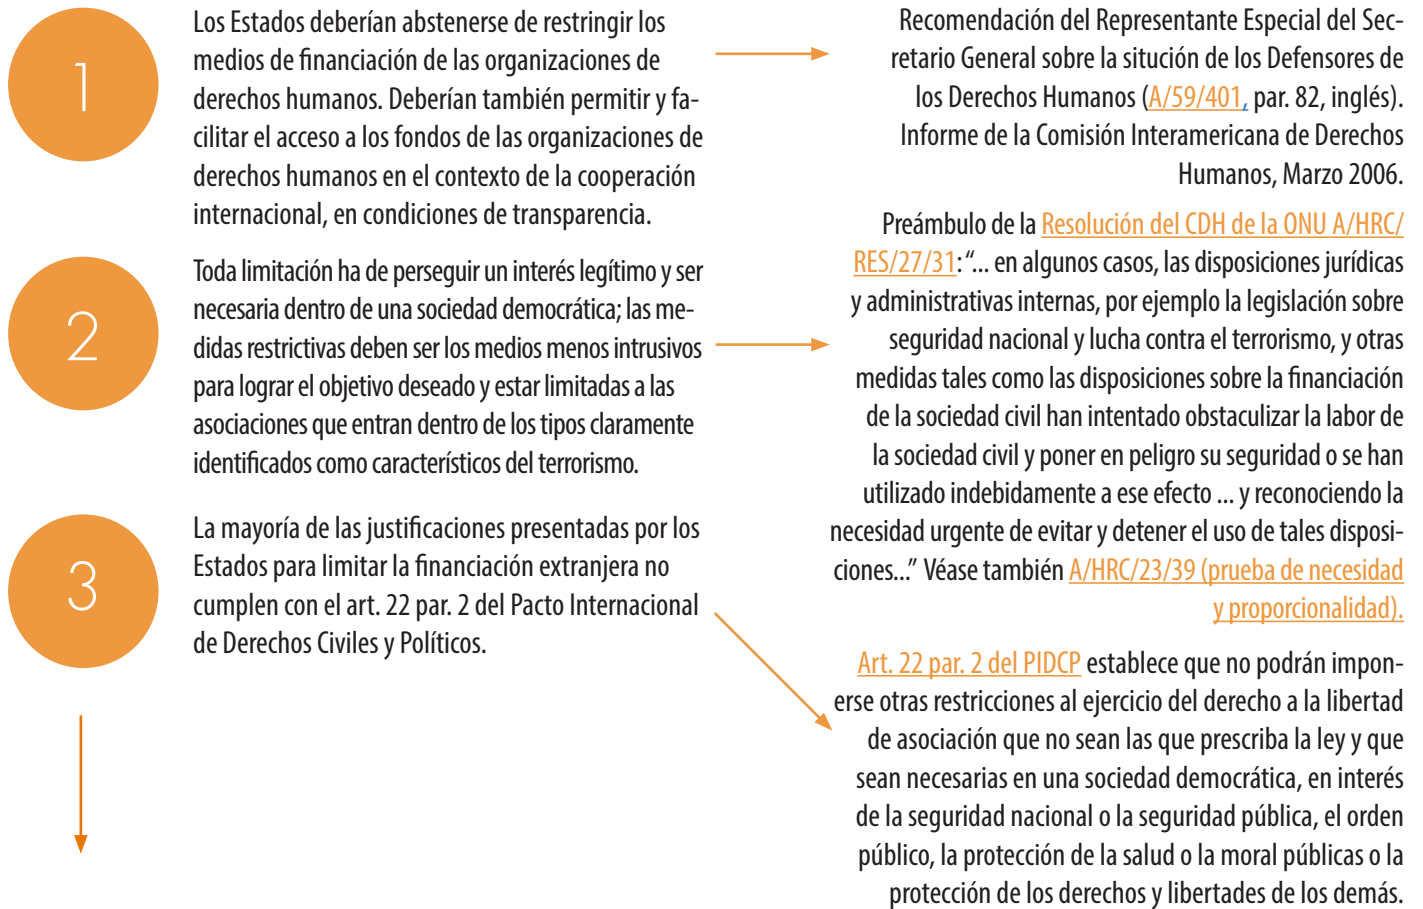 1
Los Estados deberían abstenerse de restringir los
medios de financiación de las organizaciones de
derechos humanos. Deberían también permitir y fa-
cilitar el acceso a los fondos de las organizaciones de
derechos humanos en el contexto de la cooperación
internacional, en condiciones de transparencia.
Recomendación del Representante Especial del Sec-
retario General sobre la situción de los Defensores de
los Derechos Humanos (A/59/401, par. 82, inglés).
Informe de la Comisión Interamericana de Derechos
Humanos, Marzo 2006.
2
Toda limitación ha de perseguir un interés legítimo y ser
necesaria dentro de una sociedad democrática; las me-
didas restrictivas deben ser los medios menos intrusivos
para lograr el objetivo deseado y estar limitadas a las
asociaciones que entran dentro de los tipos claramente
identificados como característicos del terrorismo.
Preámbulo de la Resolución del CDH de la ONU A/HRC/
RES/27/31: “... en algunos casos, las disposiciones jurídicas
y administrativas internas, por ejemplo la legislación sobre
seguridad nacional y lucha contra el terrorismo, y otras
medidas tales como las disposiciones sobre la financiación
de la sociedad civil han intentado obstaculizar la labor de
la sociedad civil y poner en peligro su seguridad o se han
utilizado indebidamente a ese efecto ... y reconociendo la
necesidad urgente de evitar y detener el uso de tales disposi-
ciones...” Véase también A/HRC/23/39 (prueba de necesidad
y proporcionalidad).
3
La mayoría de las justificaciones presentadas por los
Estados para limitar la financiación extranjera no
cumplen con el art. 22 par. 2 del Pacto Internacional
de Derechos Civiles y Políticos.
Art. 22 par. 2 del PIDCP establece que no podrán impon-
erse otras restricciones al ejercicio del derecho a la libertad
de asociación que no sean las que prescriba la ley y que
sean necesarias en una sociedad democrática, en interés
de la seguridad nacional o la seguridad pública, el orden
público, la protección de la salud o la moral públicas o la
protección de los derechos y libertades de los demás.